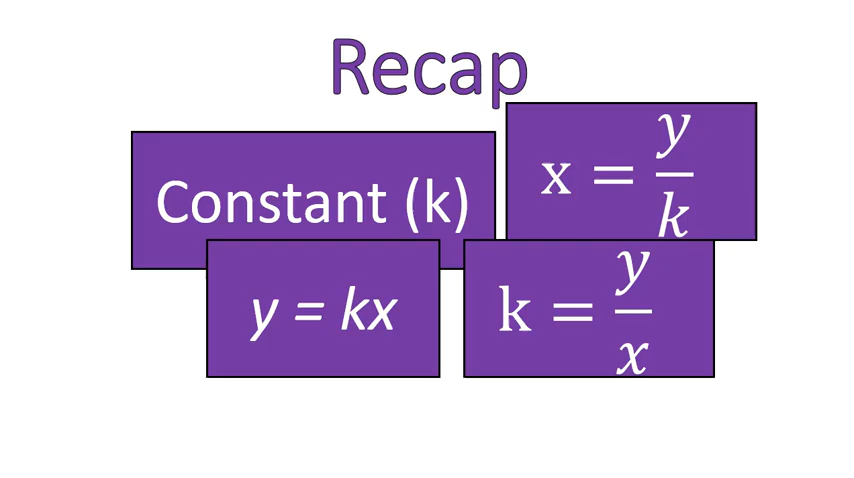 Recap
Constant (k)
x = y/k
y = kx
k = y/x